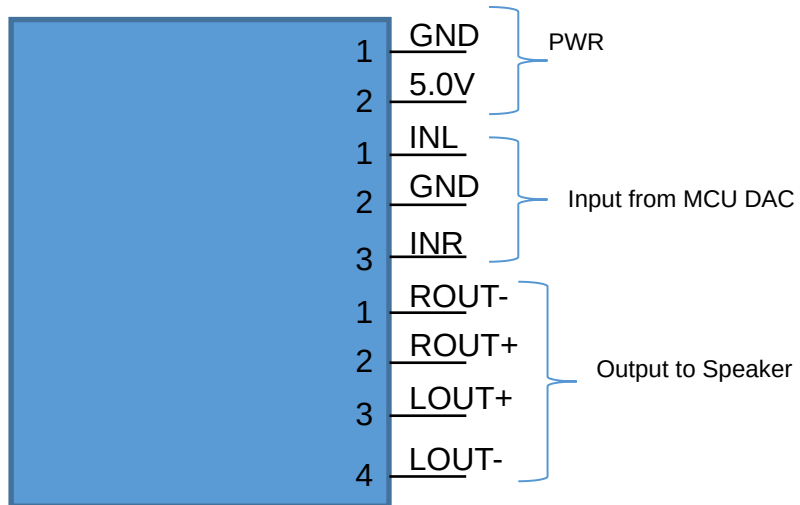 1 GND
PWR
2 5.0V
1 INL
2 GND
Input from MCU DAC
3 INR
1 ROUT-
2 ROUT+
Output to Speaker
3 LOUT+
4 LOUT-